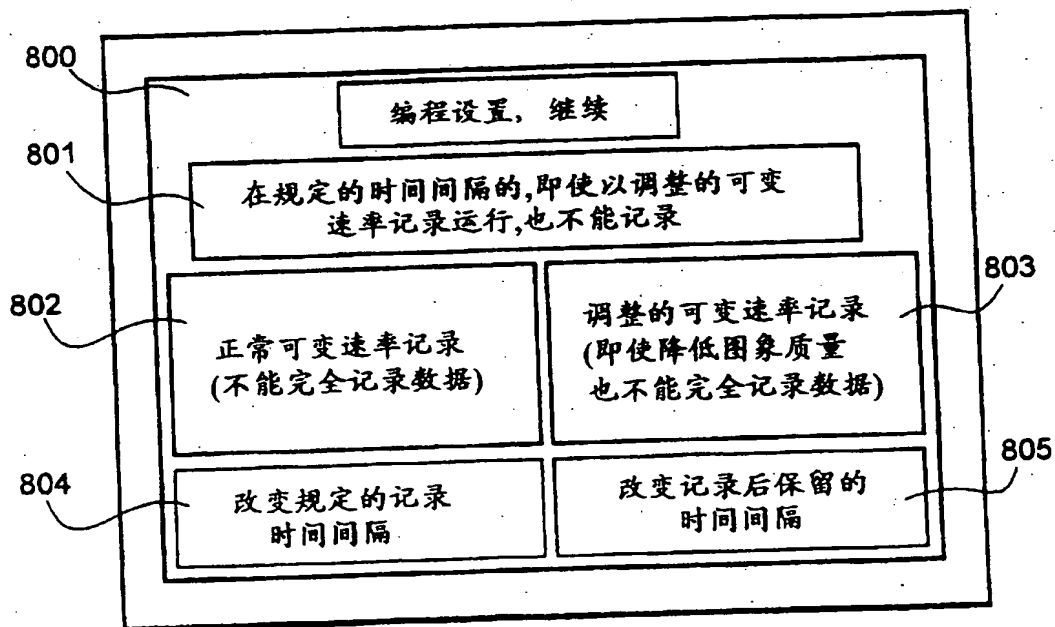 800
编程设置, 继续
801
在规定的时间间隔的,即使以调整的可变
速率记录运行,也不能记录
802
正常可变速率记录
(不能完全记录数据)
803
调整的可变速率记录
(即使降低图象质量
也不能完全记录数据)
804
改变规定的记录
时间间隔
805
改变记录后保留的
时间间隔